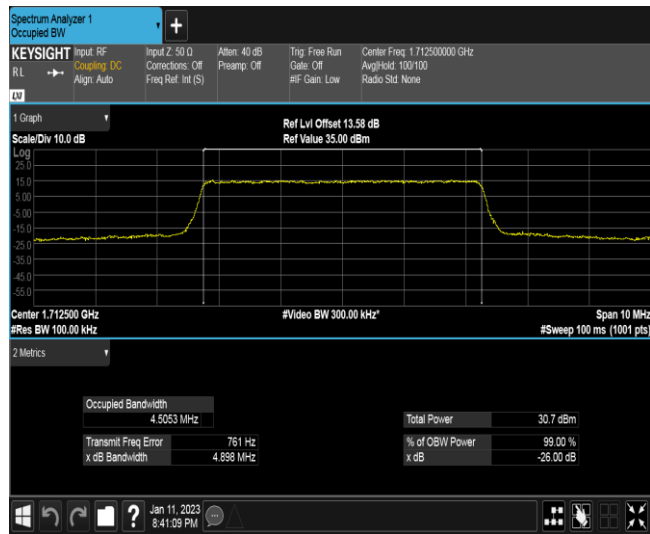 Spectrum Analyzer 1
Occupied BW
+
KEYSIGHT Input: RF Input Z: 50 Ω Atten: 40 dB Trig: Free Run Center Freq: 1.712500000 GHz
RL Coupling: DC Corrections: Off Preamp: Off Gate: Off Avg|Hold: 100/100
Align: Auto Freq Ref: Int (S) #IF Gain: Low Radio Std: None
LXI
1 Graph
Ref Lvl Offset 13.58 dB
Scale/Div 10.0 dB Ref Value 35.00 dBm
Log
25.0
15.0
5.00
-5.00
-15.0
-25.0
-35.0
-45.0
-55.0
Center 1.712500 GHz #Video BW 300.00 kHz* Span 10 MHz
#Res BW 100.00 kHz #Sweep 100 ms (1001 pts)
2 Metrics
Occupied Bandwidth
4.5053 MHz Total Power 30.7 dBm
Transmit Freq Error 761 Hz % of OBW Power 99.00 %
x dB Bandwidth 4.898 MHz x dB -26.00 dB
? Jan 11, 2023
8:41:09 PM